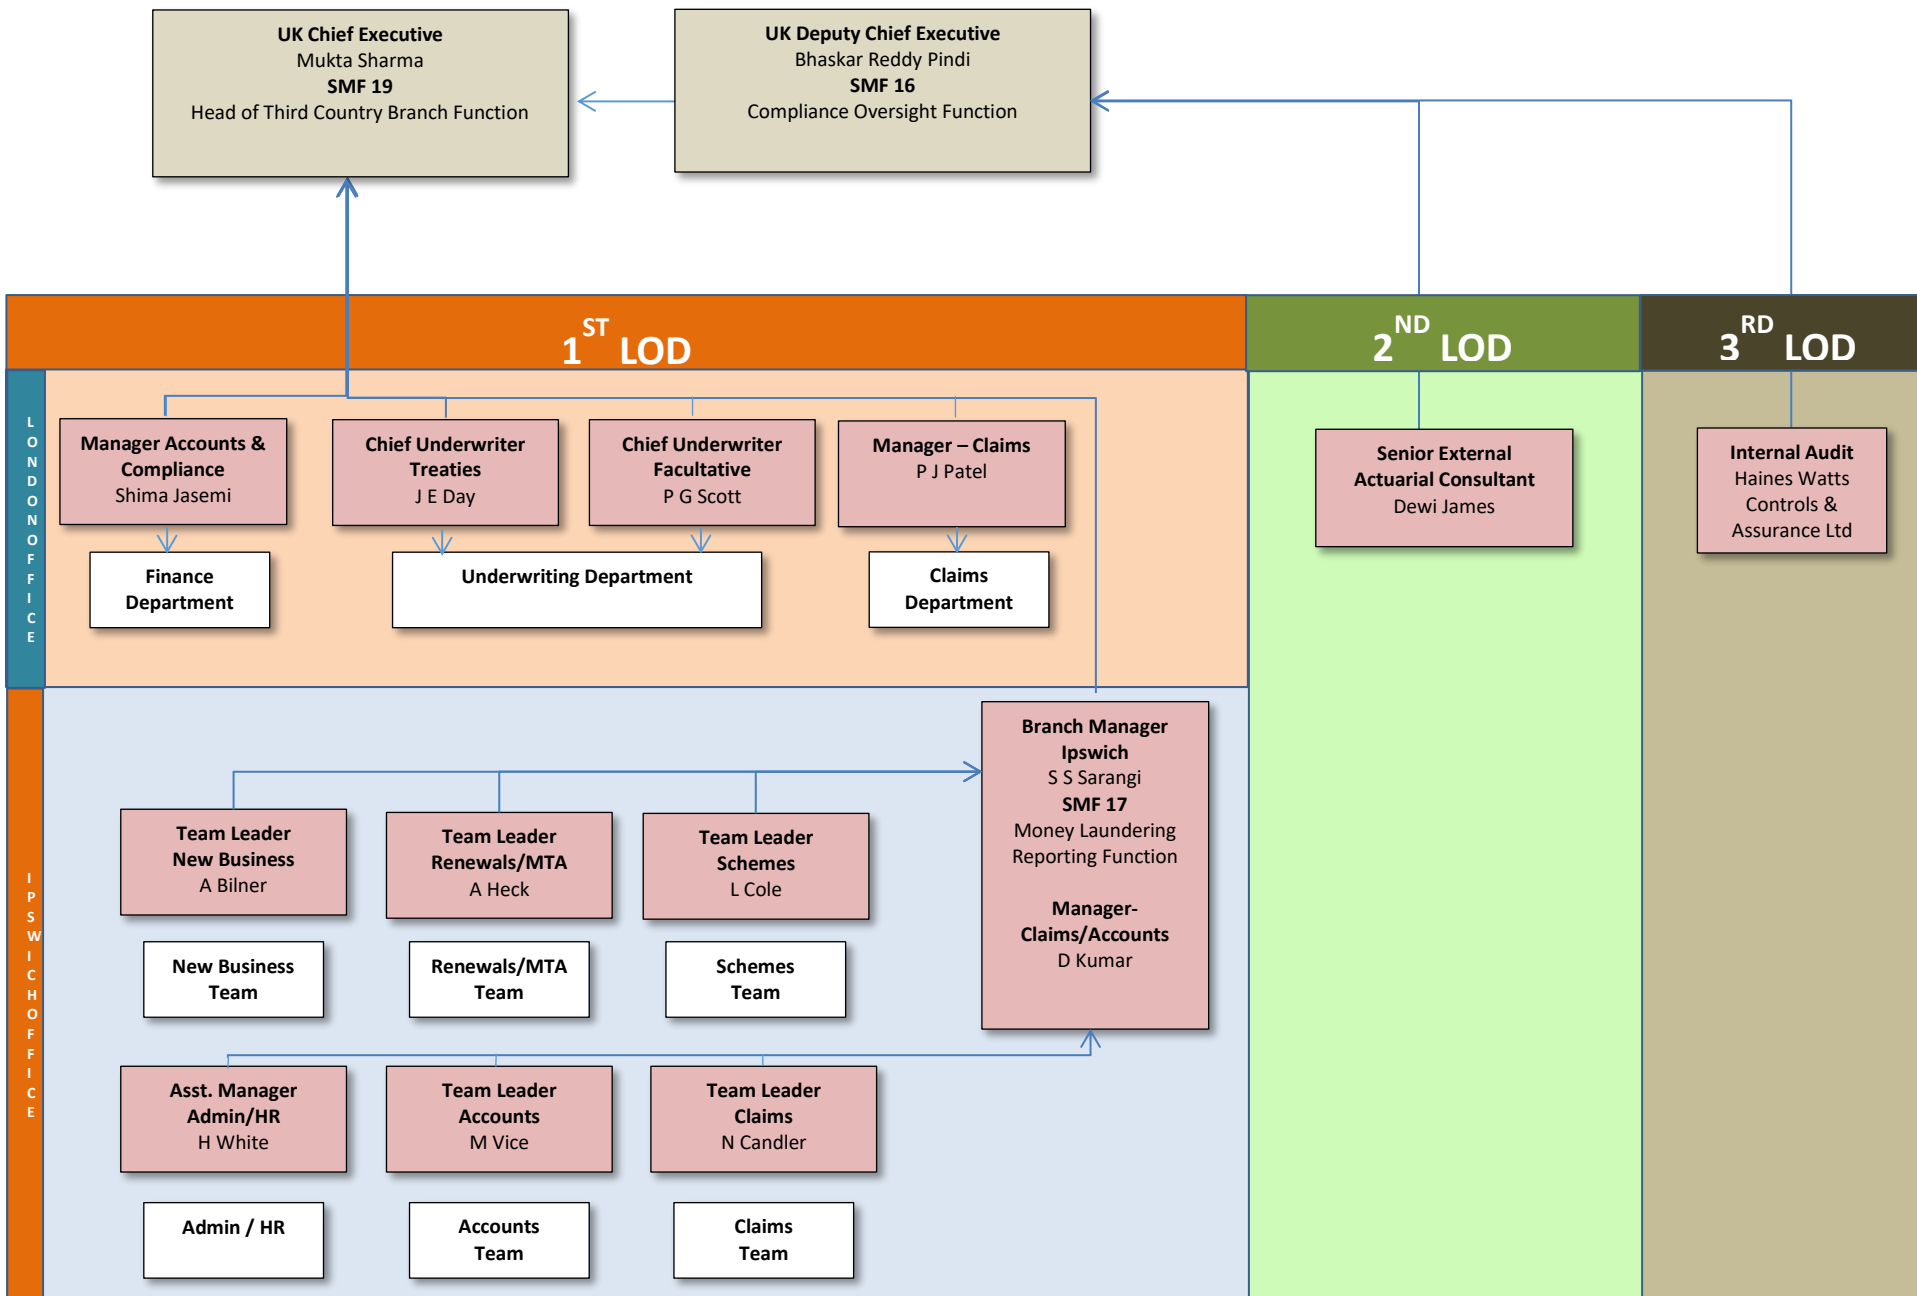 UK Chief Executive
Mukta Sharma
SMF 19
Head of Third Country Branch Function
UK Deputy Chief Executive
Bhaskar Reddy Pindi
SMF 16
Compliance Oversight Function
1ST LOD
2ND LOD
3RD LOD
LONDONOFFICE
Manager Accounts &
Compliance
Shima Jasemi
Chief Underwriter
Treaties
J E Day
Chief Underwriter
Facultative
P G Scott
Manager – Claims
P J Patel
Senior External
Actuarial Consultant
Dewi James
Internal Audit
Haines Watts
Controls &
Assurance Ltd
Finance
Department
Underwriting Department
Claims
Department
IPSWICHOFFICE
Branch Manager
Ipswich
S S Sarangi
SMF 17
Money Laundering
Reporting Function
Manager-
Claims/Accounts
D Kumar
Team Leader
New Business
A Bilner
Team Leader
Renewals/MTA
A Heck
Team Leader
Schemes
L Cole
New Business
Team
Renewals/MTA
Team
Schemes
Team
Asst. Manager
Admin/HR
H White
Team Leader
Accounts
M Vice
Team Leader
Claims
N Candler
Admin / HR
Accounts
Team
Claims
Team